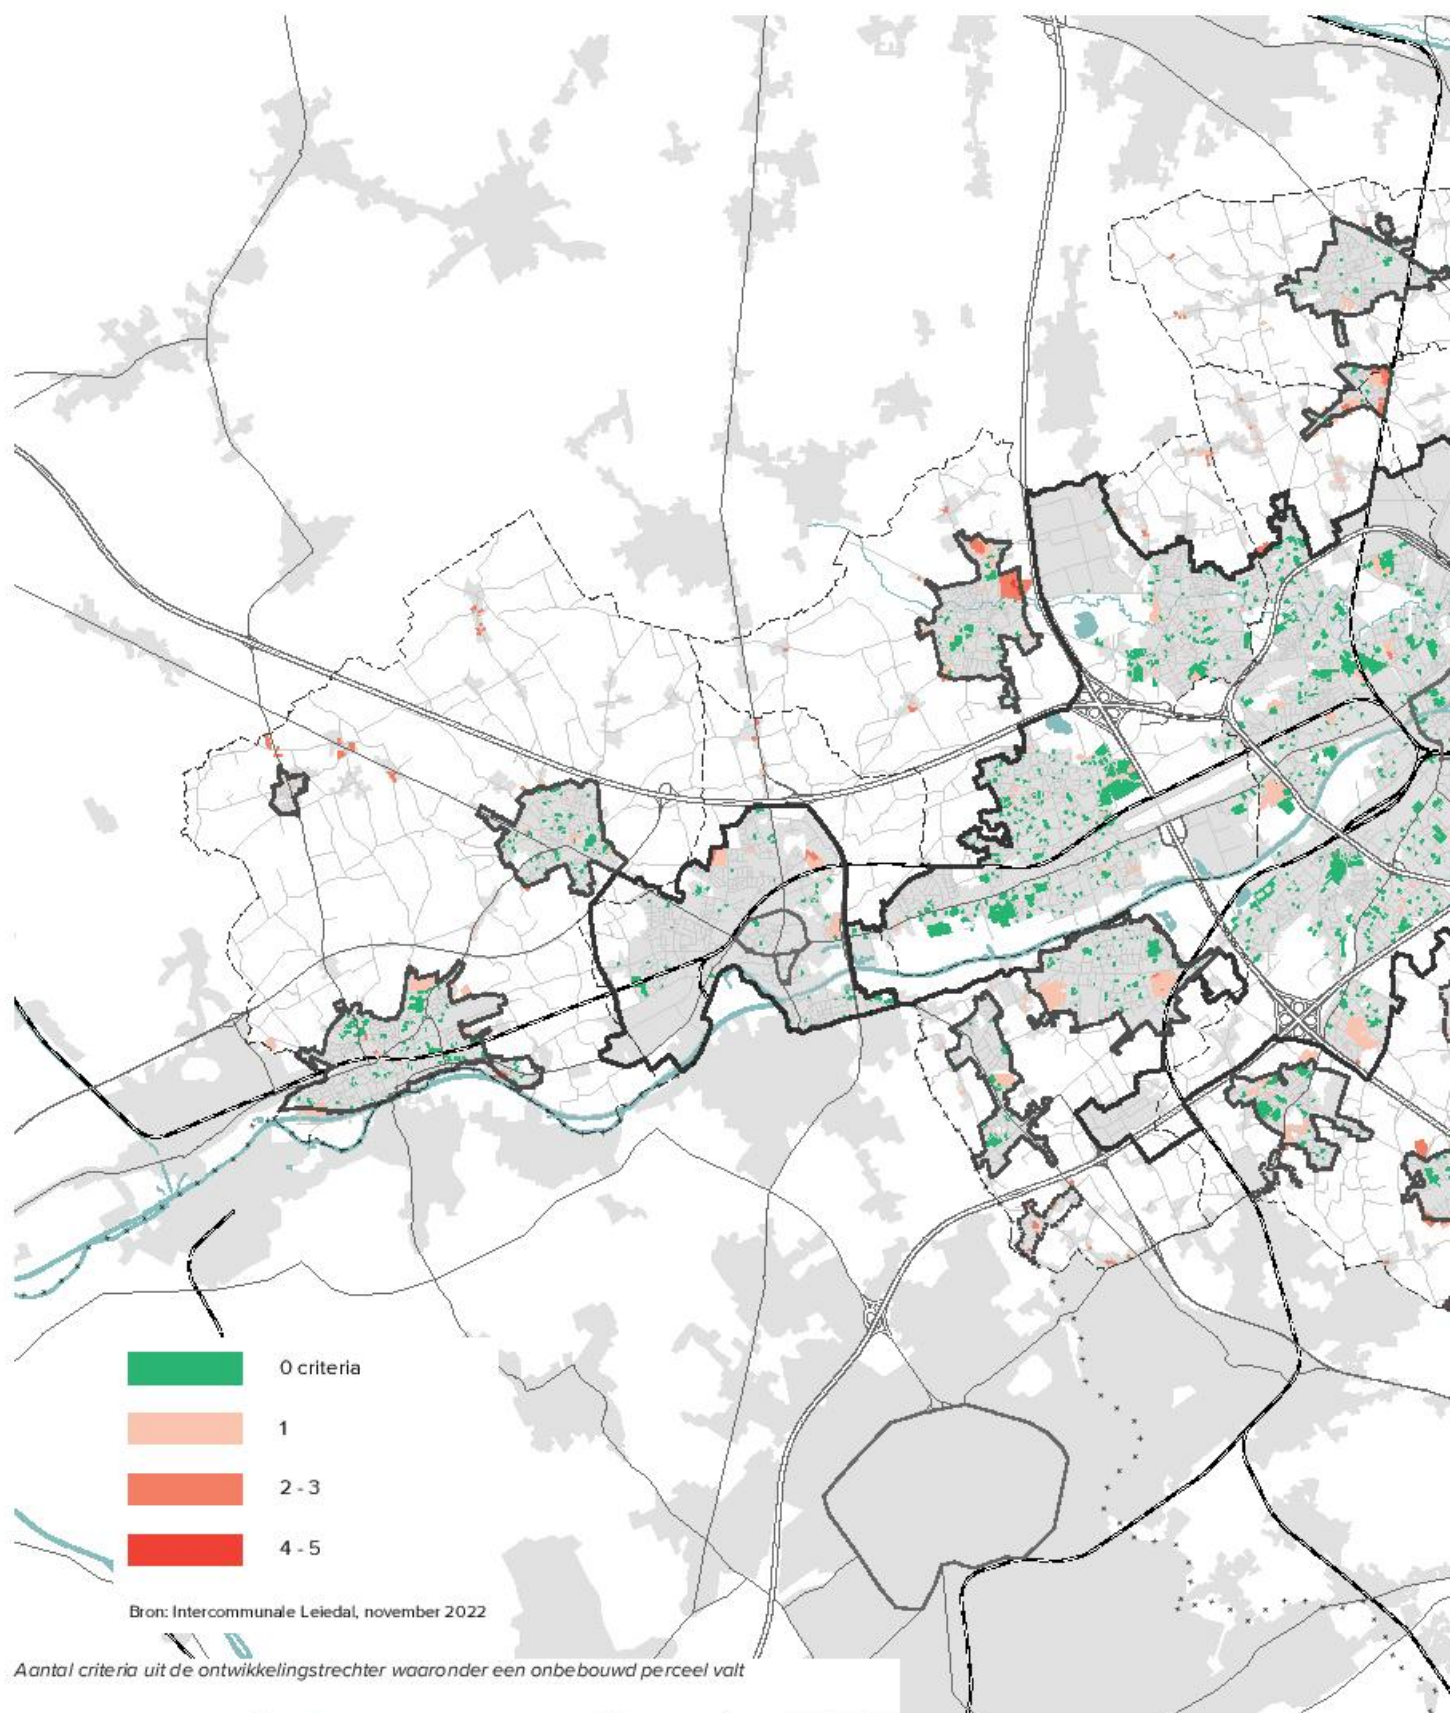 0 criteria
1
2 - 3
4 - 5
Bron: Intercommunale Leiedal, november 2022
Aantal criteria uit de ontwikkelingstrechter waaronder een onbebouwd perceel valt